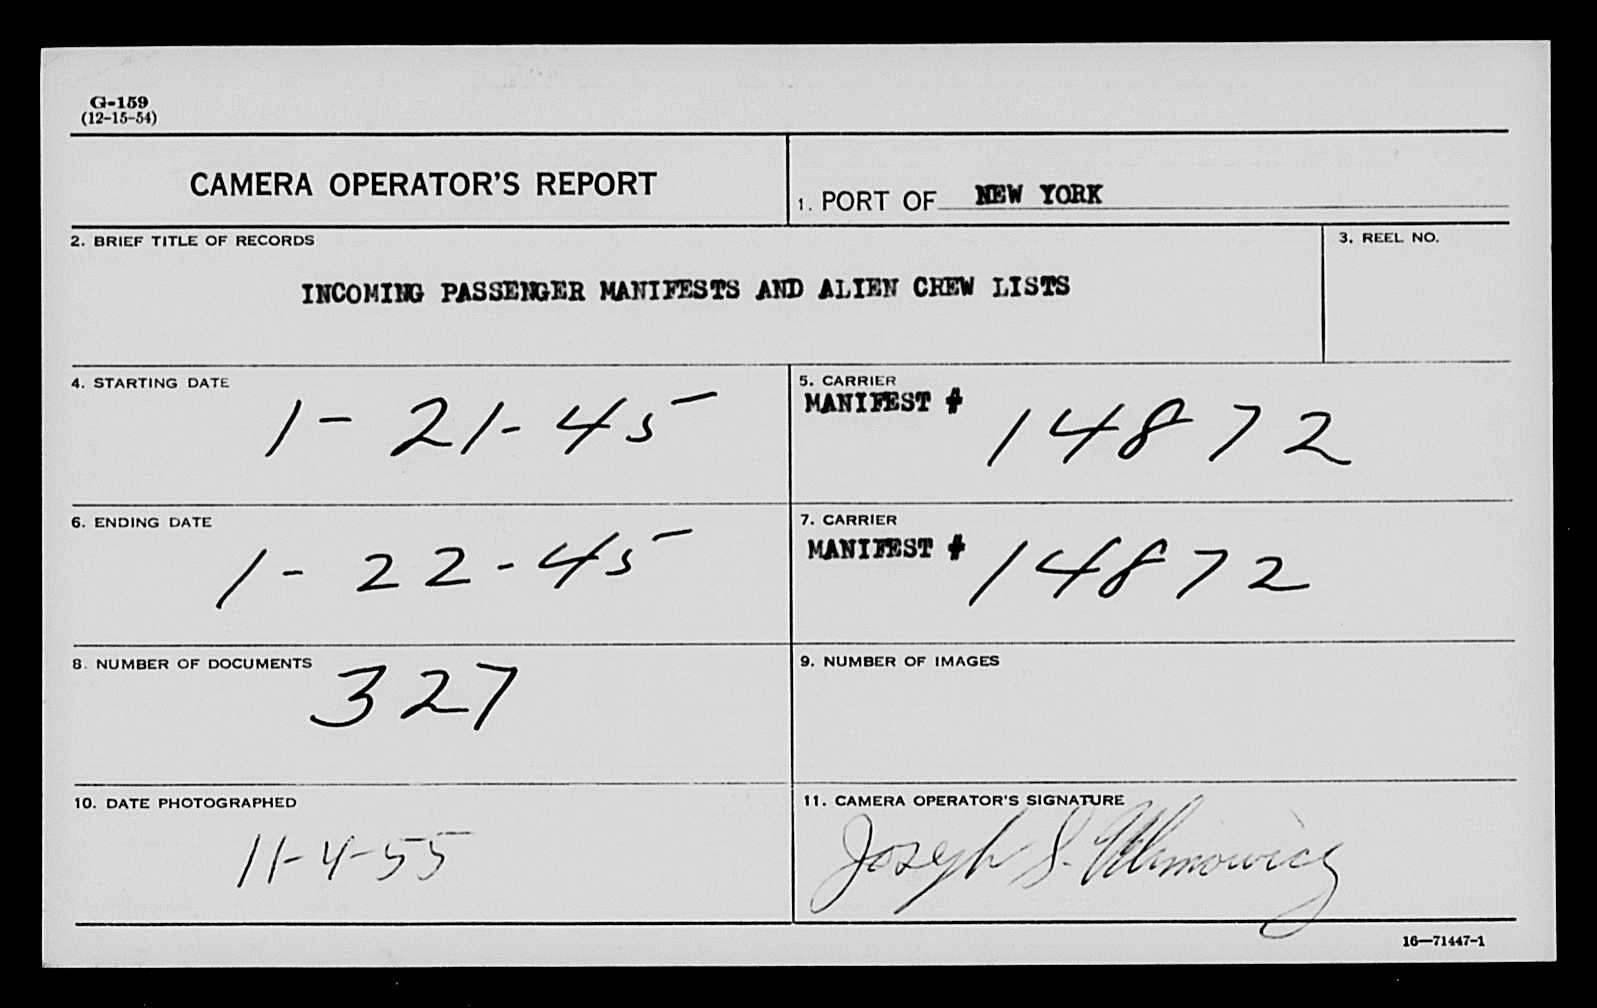 G-159
(12-15-54)
CAMERA OPERATOR'S REPORT
1. PORT OF NEW YORK
2. BRIEF TITLE OF RECORDS
3. REEL NO.
INCOMING PASSENGER MANIFESTS AND ALIEN CREW LISTS
4. STARTING DATE
1-21-45
5. CARRIER
MANIFEST # 14872
6. ENDING DATE
1-22-45
7. CARRIER
MANIFEST # 14872
8. NUMBER OF DOCUMENTS
327
9. NUMBER OF IMAGES
10. DATE PHOTOGRAPHED
11-4-55
11. CAMERA OPERATOR'S SIGNATURE
Joseph S.
16—71447-1